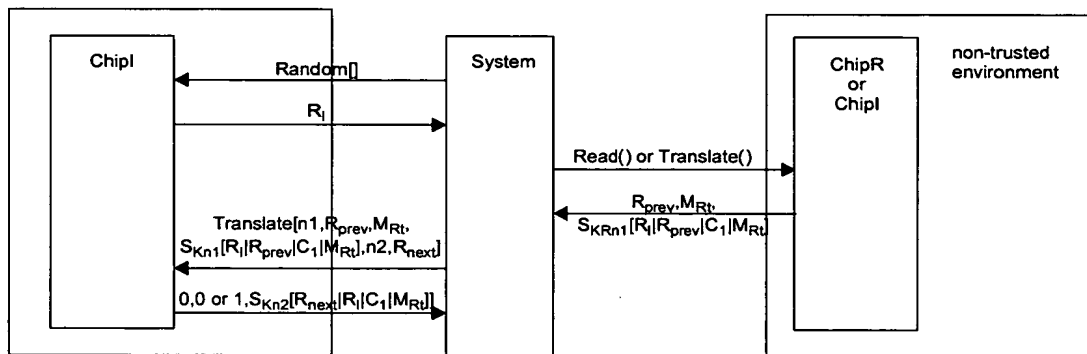 ChipI
System
ChipR
or
ChipI
non-trusted
environment
Random[]
R_I
Read() or Translate()
R_prev,M_Rt,
S_KRn1[R_I|R_prev|C_1|M_Rt]
Translate[n1,R_prev,M_Rt,
S_Kn1[R_I|R_prev|C_1|M_Rt],n2,R_next]
0,0 or 1,S_Kn2[R_next|R_I|C_1|M_Rt]]